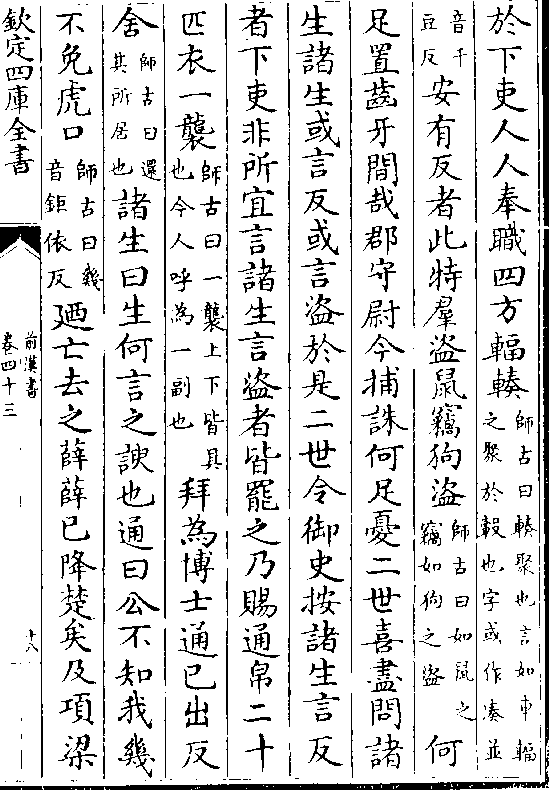 於下吏人人奉職四方輻輳師古曰輳聚也言如車輻之聚於轂也字或作凑並
音千豆反安有反者此特羣盜鼠竊狗盜師古曰如鼠之竊如狗之盜何
足置齒牙間哉郡守尉今捕誅何足憂二世喜盡問諸
生諸生或言反或言盜於是二世令御史按諸生言反
者下吏非所宜言諸生言盜者皆罷之乃賜通帛二十
匹衣一襲師古曰一襲上下皆具也今人呼為一副也拜為博士通已出反
舍師古曰還其所居也諸生曰生何言之諛也通曰公不知我幾
不免虎口師古曰幾音鉅依反廼亡去之薛薛已降楚矣及項梁
欽定四庫全書
前漢書
卷四十三
十八